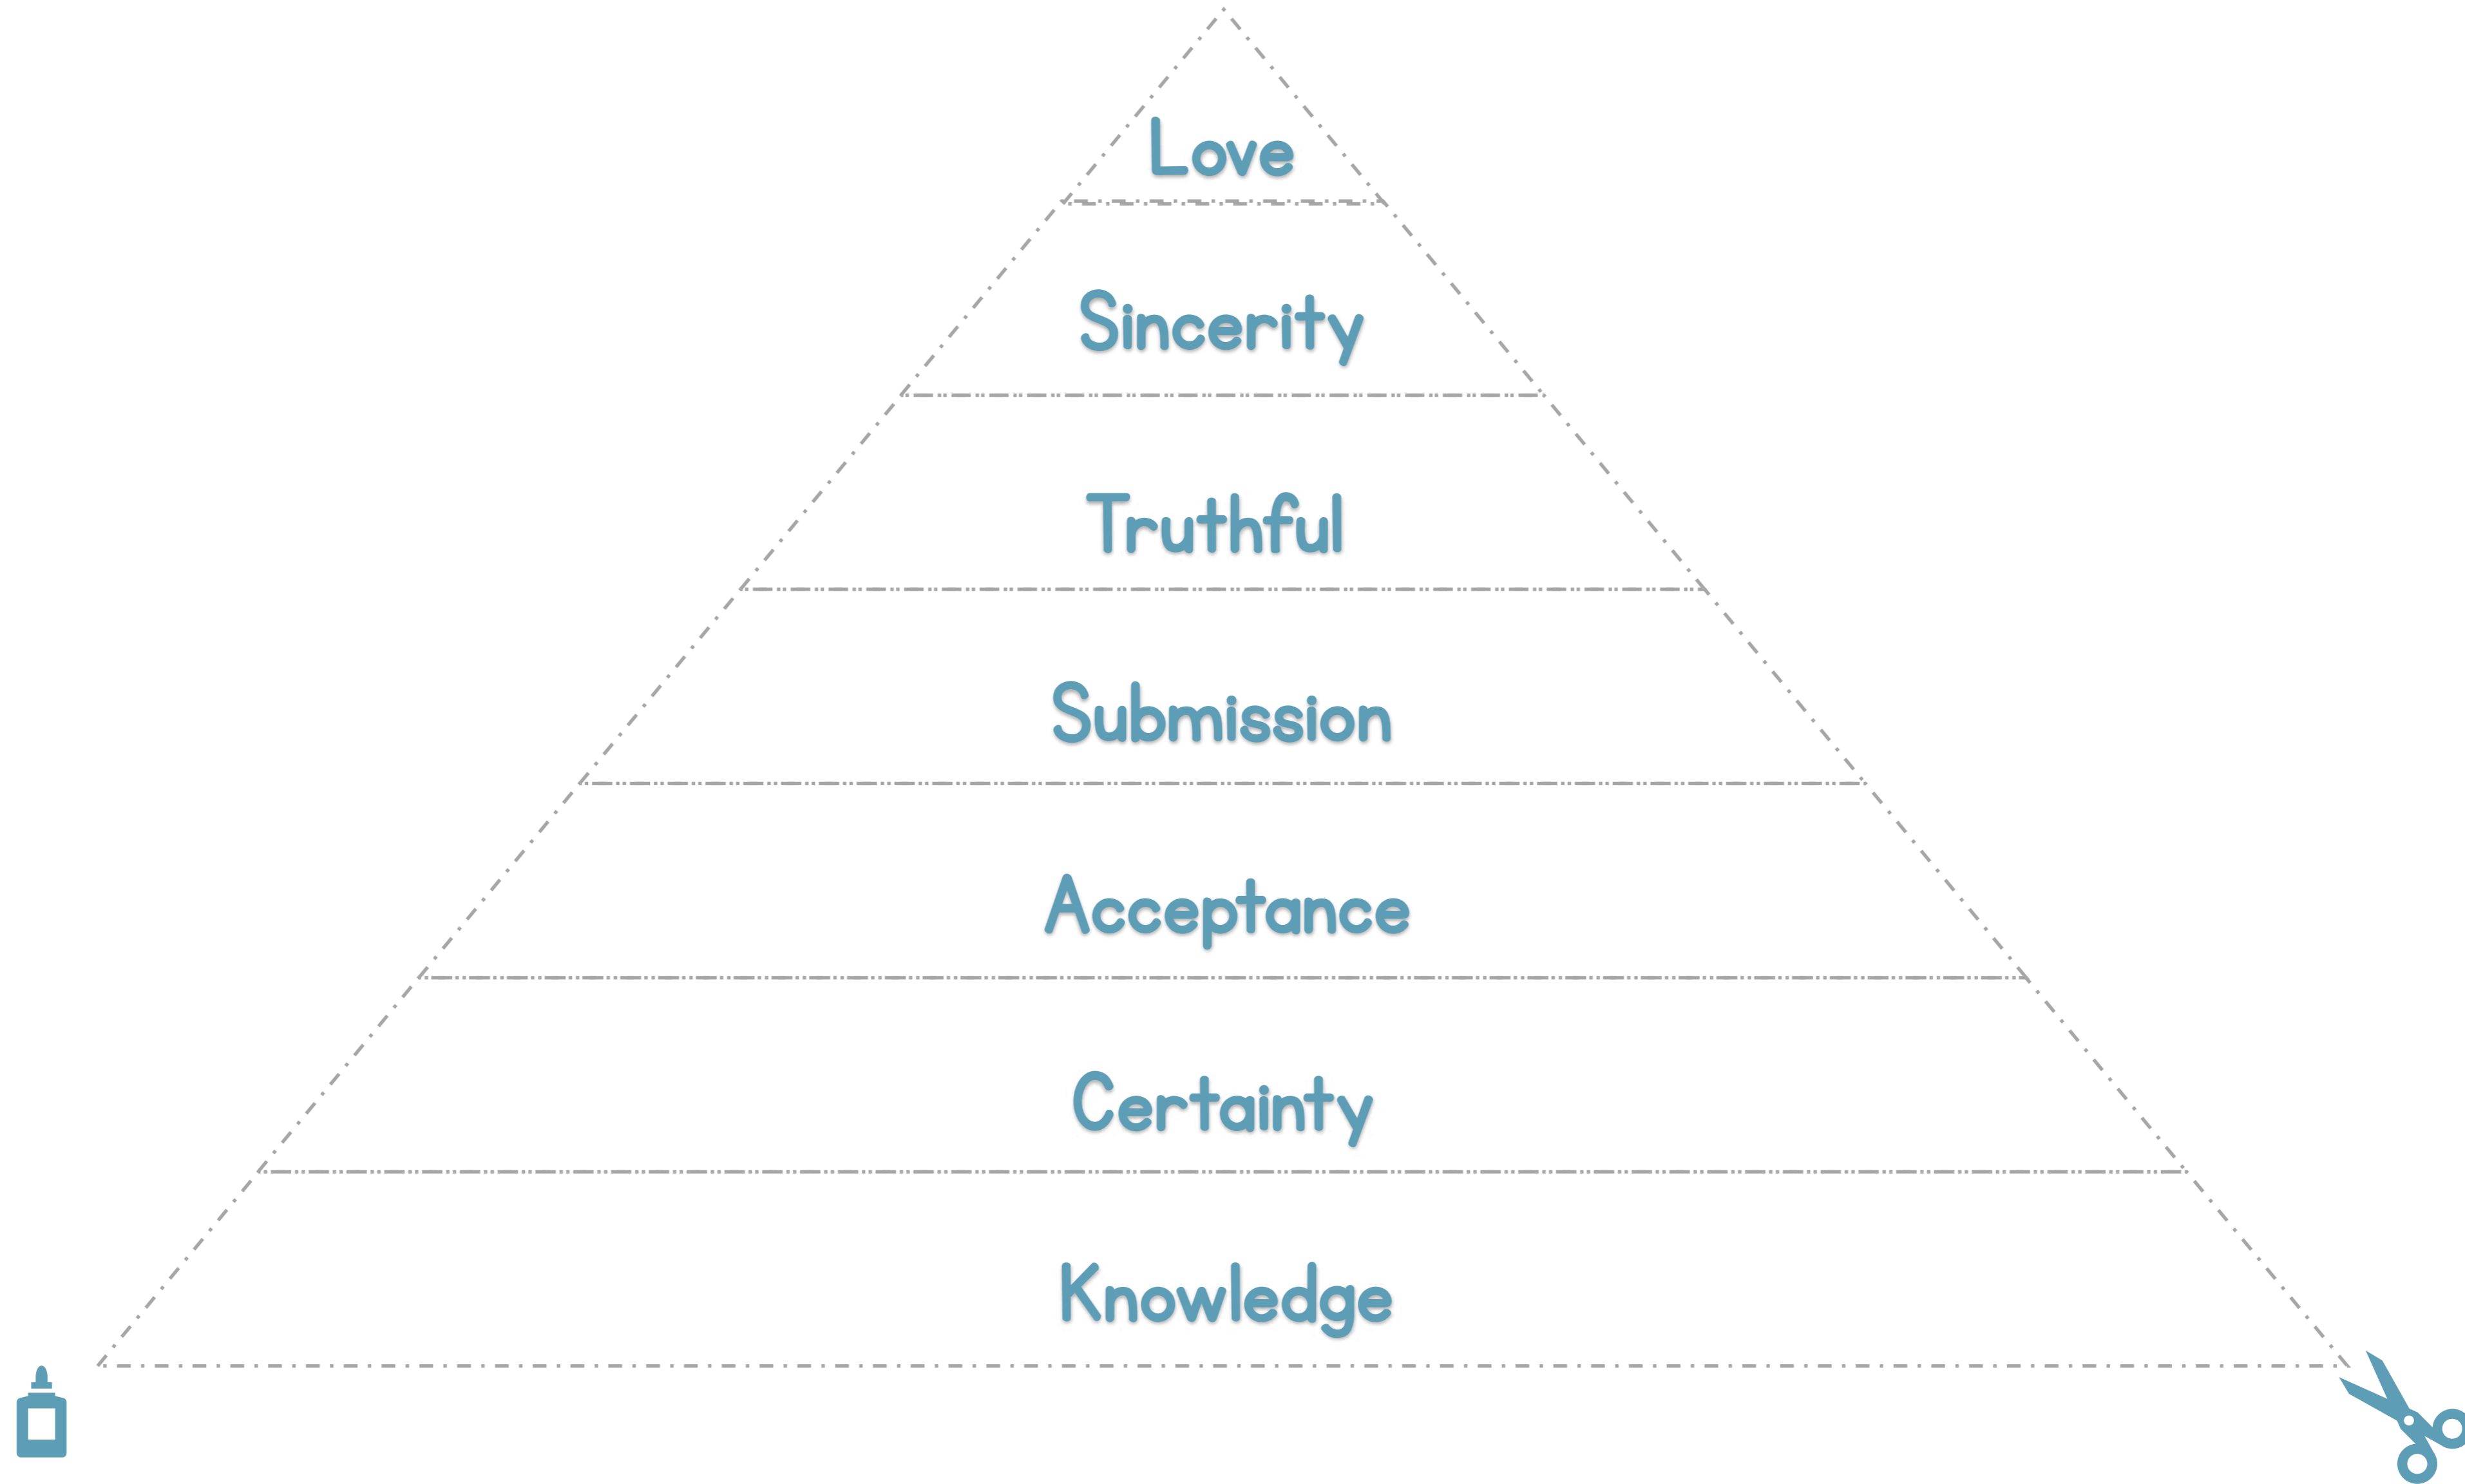 Love
Sincerity
Truthful
Submission
Acceptance
Certainty
Knowledge